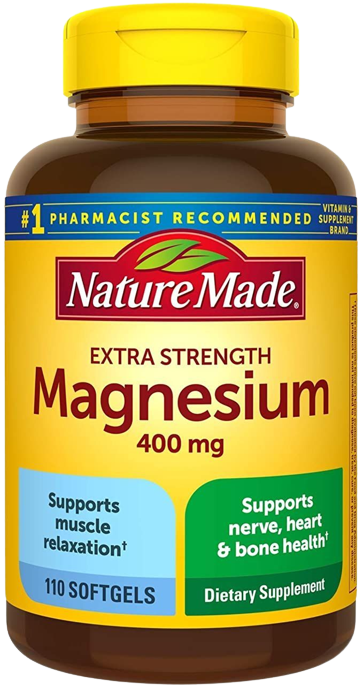 #1 PHARMACIST RECOMMENDED VITAMIN & SUPPLEMENT BRAND
Nature Made®
EXTRA STRENGTH
Magnesium
400 mg
Supports
muscle
relaxation†
110 SOFTGELS
Supports
nerve, heart
& bone health†
Dietary Supplement